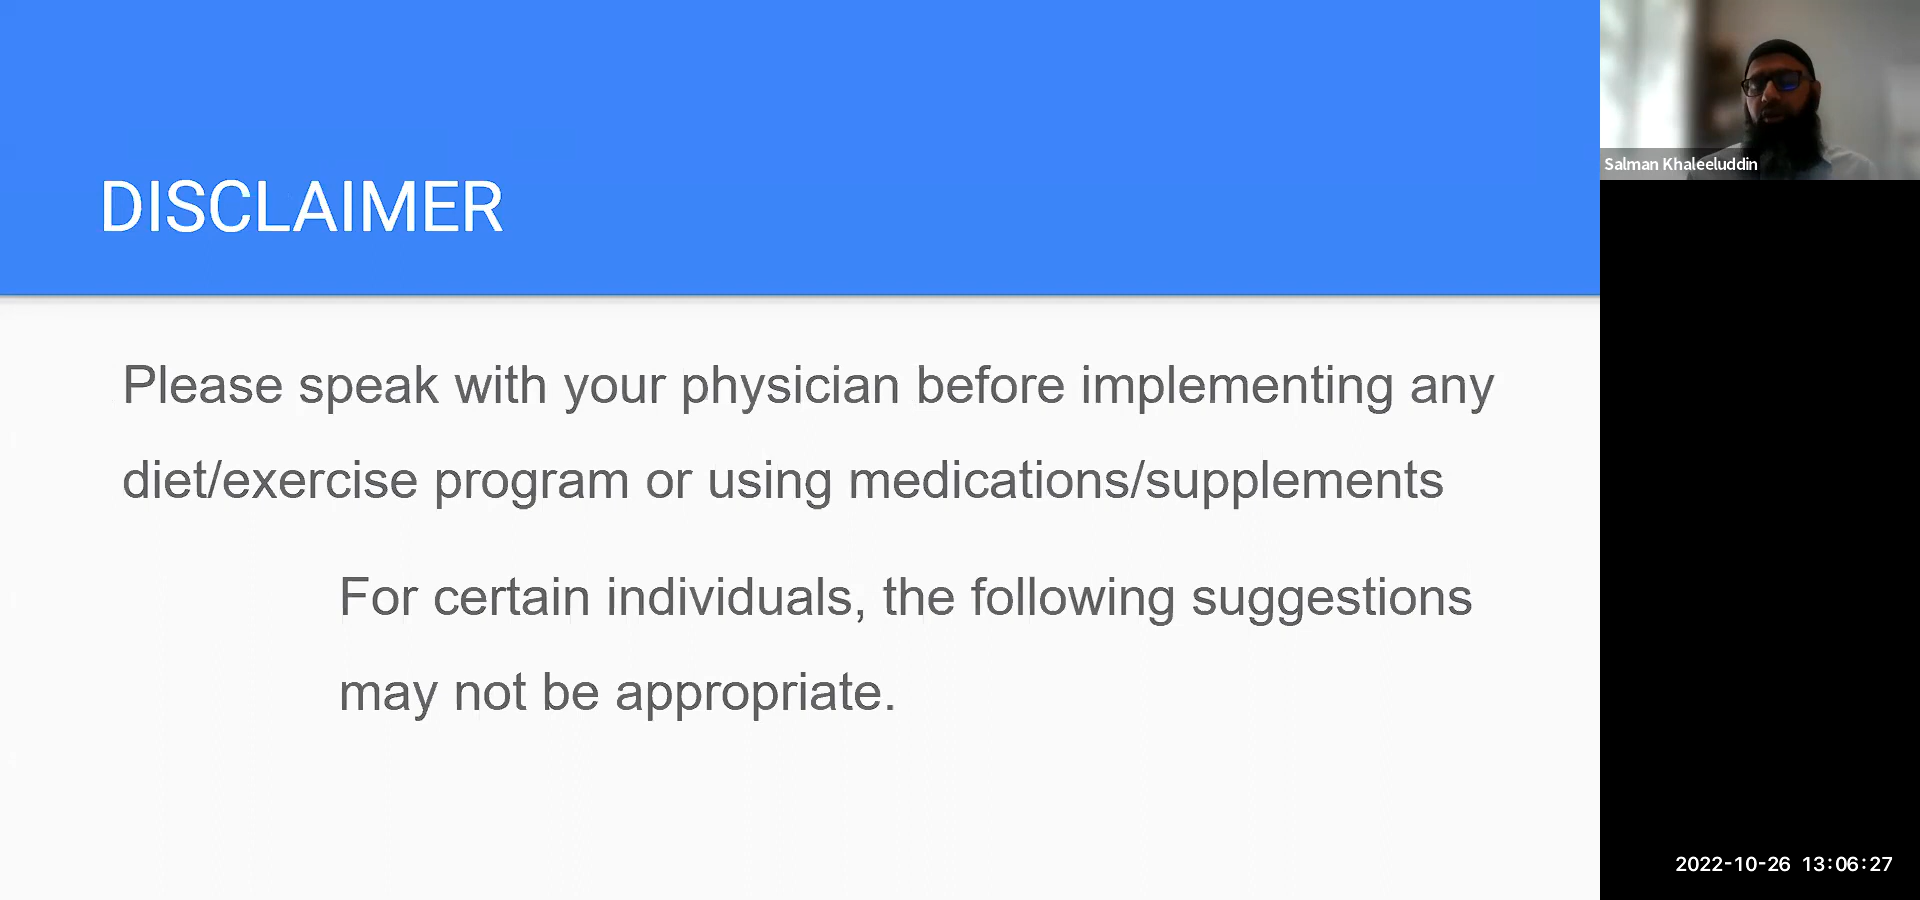 DISCLAIMER
Please speak with your physician before implementing any
diet/exercise program or using medications/supplements
For certain individuals, the following suggestions
may not be appropriate.
Salman Khaleeluddin
2022-10-26 13:06:27